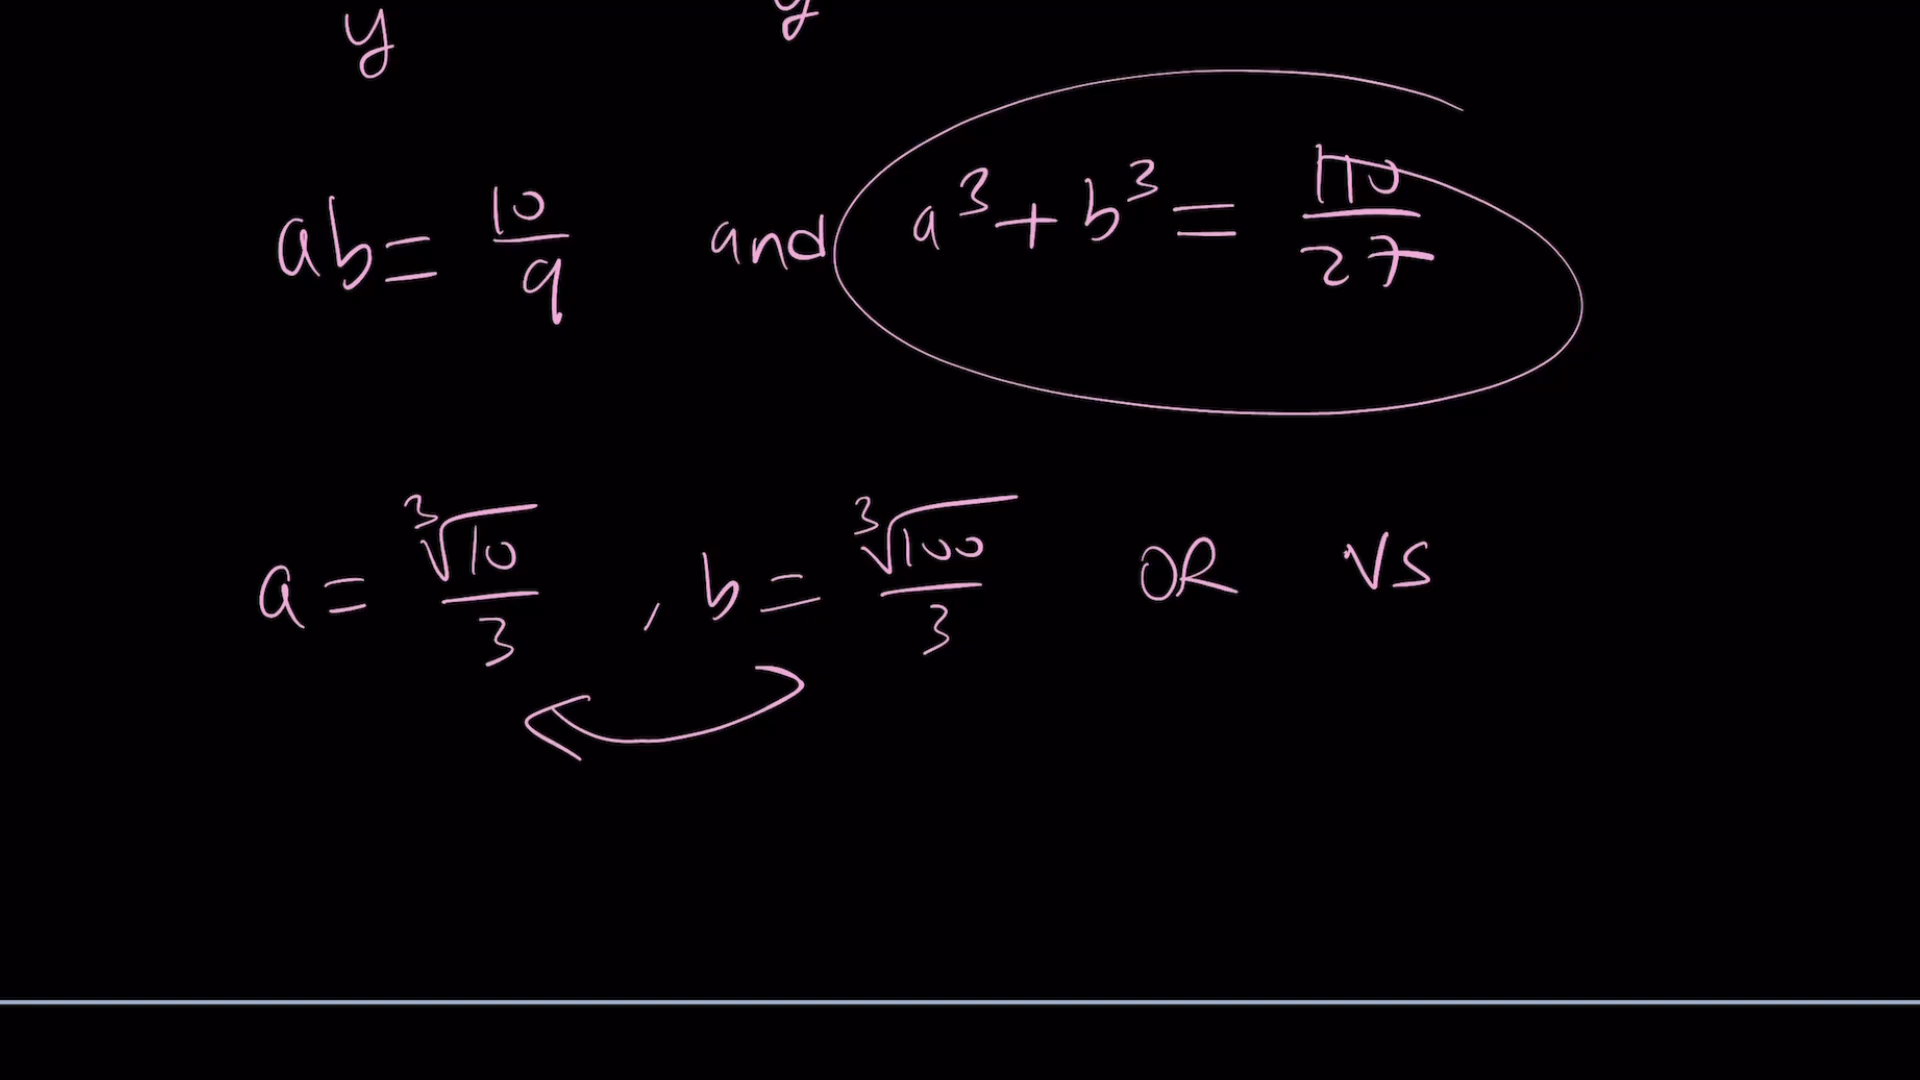 y y
ab = 10/9 and a³ + b³ = 110/27
a = ∛10/3 , b = ∛100/3 OR VS